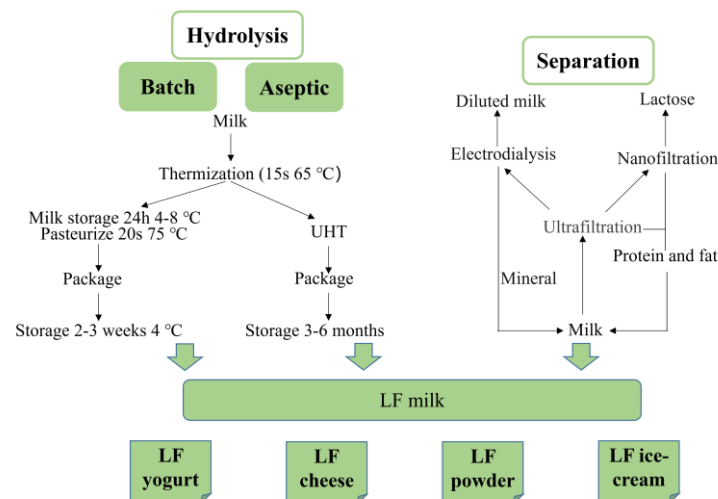 Hydrolysis
Batch
Aseptic
Milk
Thermization (15s 65 ℃)
Milk storage 24h 4-8 ℃
Pasteurize 20s 75 ℃
UHT
Package
Package
Storage 2-3 weeks 4 ℃
Storage 3-6 months
Separation
Diluted milk
Lactose
Electrodialysis
Nanofiltration
Ultrafiltration
Protein and fat
Mineral
Milk
LF milk
LF
yogurt
LF
cheese
LF
powder
LF ice-
cream